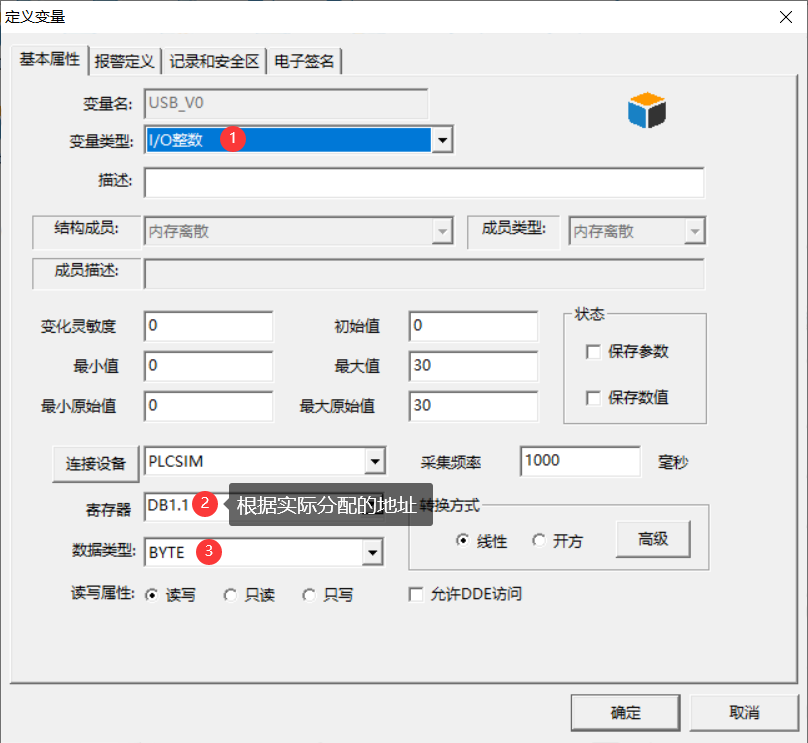 定义变量
基本属性 报警定义 记录和安全区 电子签名
变量名: USB_V0
变量类型: I/O整数 1
描述:
结构成员: 内存离散 成员类型: 内存离散
成员描述:
变化灵敏度 0 初始值 0 状态
最小值 0 最大值 30 保存参数
最小原始值 0 最大原始值 30 保存数值
连接设备 PLCSIM 采集频率 1000 毫秒
寄存器 DB1.1 2 根据实际分配的地址 转换方式
线性 开方 高级
数据类型: BYTE 3
读写属性: 读写 只读 只写 允许DDE访问
确定 取消